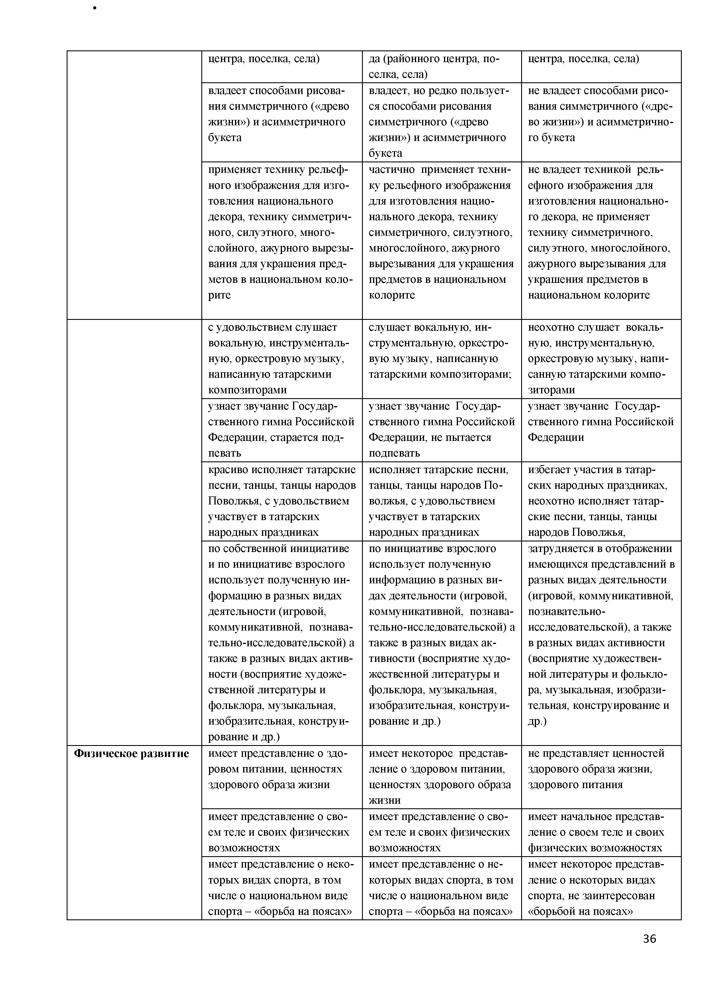 центра, поселка, села)
да (районного центра, по-
селка, села)
центра, поселка, села)
владеет способами рисова-
ния симметричного («древо
жизни») и асимметричного
букета
владеет, но редко пользует-
ся способами рисования
симметричного («древо
жизни») и асимметричного
букета
не владеет способами рисо-
вания симметричного («дре-
во жизни») и асимметрично-
го букета
применяет технику рельеф-
ного изображения для изго-
товления национального
декора, технику симметрич-
ного, силуэтного, много-
слойного, ажурного вырезы-
вания для украшения пред-
метов в национальном коло-
рите
частично применяет техни-
ку рельефного изображения
для изготовления нацио-
нального декора, технику
симметричного, силуэтного,
многослойного, ажурного
вырезывания для украшения
предметов в национальном
колорите
не владеет техникой рель-
ефного изображения для
изготовления национально-
го декора, не применяет
технику симметричного,
силуэтного, многослойного,
ажурного вырезывания для
украшения предметов в
национальном колорите
с удовольствием слушает
вокальную, инструменталь-
ную, оркестровую музыку,
написанную татарскими
композиторами
слушает вокальную, ин-
струментальную, оркестро-
вую музыку, написанную
татарскими композиторами;
неохотно слушает вокаль-
ную, инструментальную,
оркестровую музыку, напи-
санную татарскими компо-
зиторами
узнает звучание Государ-
ственного гимна Российской
Федерации, старается под-
певать
узнает звучание Государ-
ственного гимна Российской
Федерации, не пытается
подпевать
узнает звучание Государ-
ственного гимна Российской
Федерации
красиво исполняет татарские
песни, танцы, танцы народов
Поволжья, с удовольствием
участвует в татарских
народных праздниках
исполняет татарские песни,
танцы, танцы народов По-
волжья, с удовольствием
участвует в татарских
народных праздниках
избегает участия в татар-
ских народных праздниках,
неохотно исполняет татар-
ские песни, танцы, танцы
народов Поволжья,
по собственной инициативе
и по инициативе взрослого
использует полученную ин-
формацию в разных видах
деятельности (игровой,
коммуникативной, познава-
тельно-исследовательской) а
также в разных видах актив-
ности (восприятие художе-
ственной литературы и
фольклора, музыкальная,
изобразительная, конструи-
рование и др.)
по инициативе взрослого
использует полученную
информацию в разных ви-
дах деятельности (игровой,
коммуникативной, познава-
тельно-исследовательской) а
также в разных видах ак-
тивности (восприятие худо-
жественной литературы и
фольклора, музыкальная,
изобразительная, конструи-
рование и др.)
затрудняется в отображении
имеющихся представлений в
разных видах деятельности
(игровой, коммуникативной,
познавательно-
исследовательской), а также
в разных видах активности
(восприятие художествен-
ной литературы и фолькло-
ра, музыкальная, изобрази-
тельная, конструирование и
др.)
Физическое развитие
имеет представление о здо-
ровом питании, ценностях
здорового образа жизни
имеет некоторое представ-
ление о здоровом питании,
ценностях здорового образа
жизни
не представляет ценностей
здорового образа жизни,
здорового питания
имеет представление о сво-
ем теле и своих физических
возможностях
имеет представление о сво-
ем теле и своих физических
возможностях
имеет начальное представ-
ление о своем теле и своих
физических возможностях
имеет представление о неко-
торых видах спорта, в том
числе о национальном виде
спорта – «борьба на поясах»
имеет представление о не-
которых видах спорта, в том
числе о национальном виде
спорта – «борьба на поясах»
имеет некоторое представ-
ление о некоторых видах
спорта, не заинтересован
«борьбой на поясах»
36